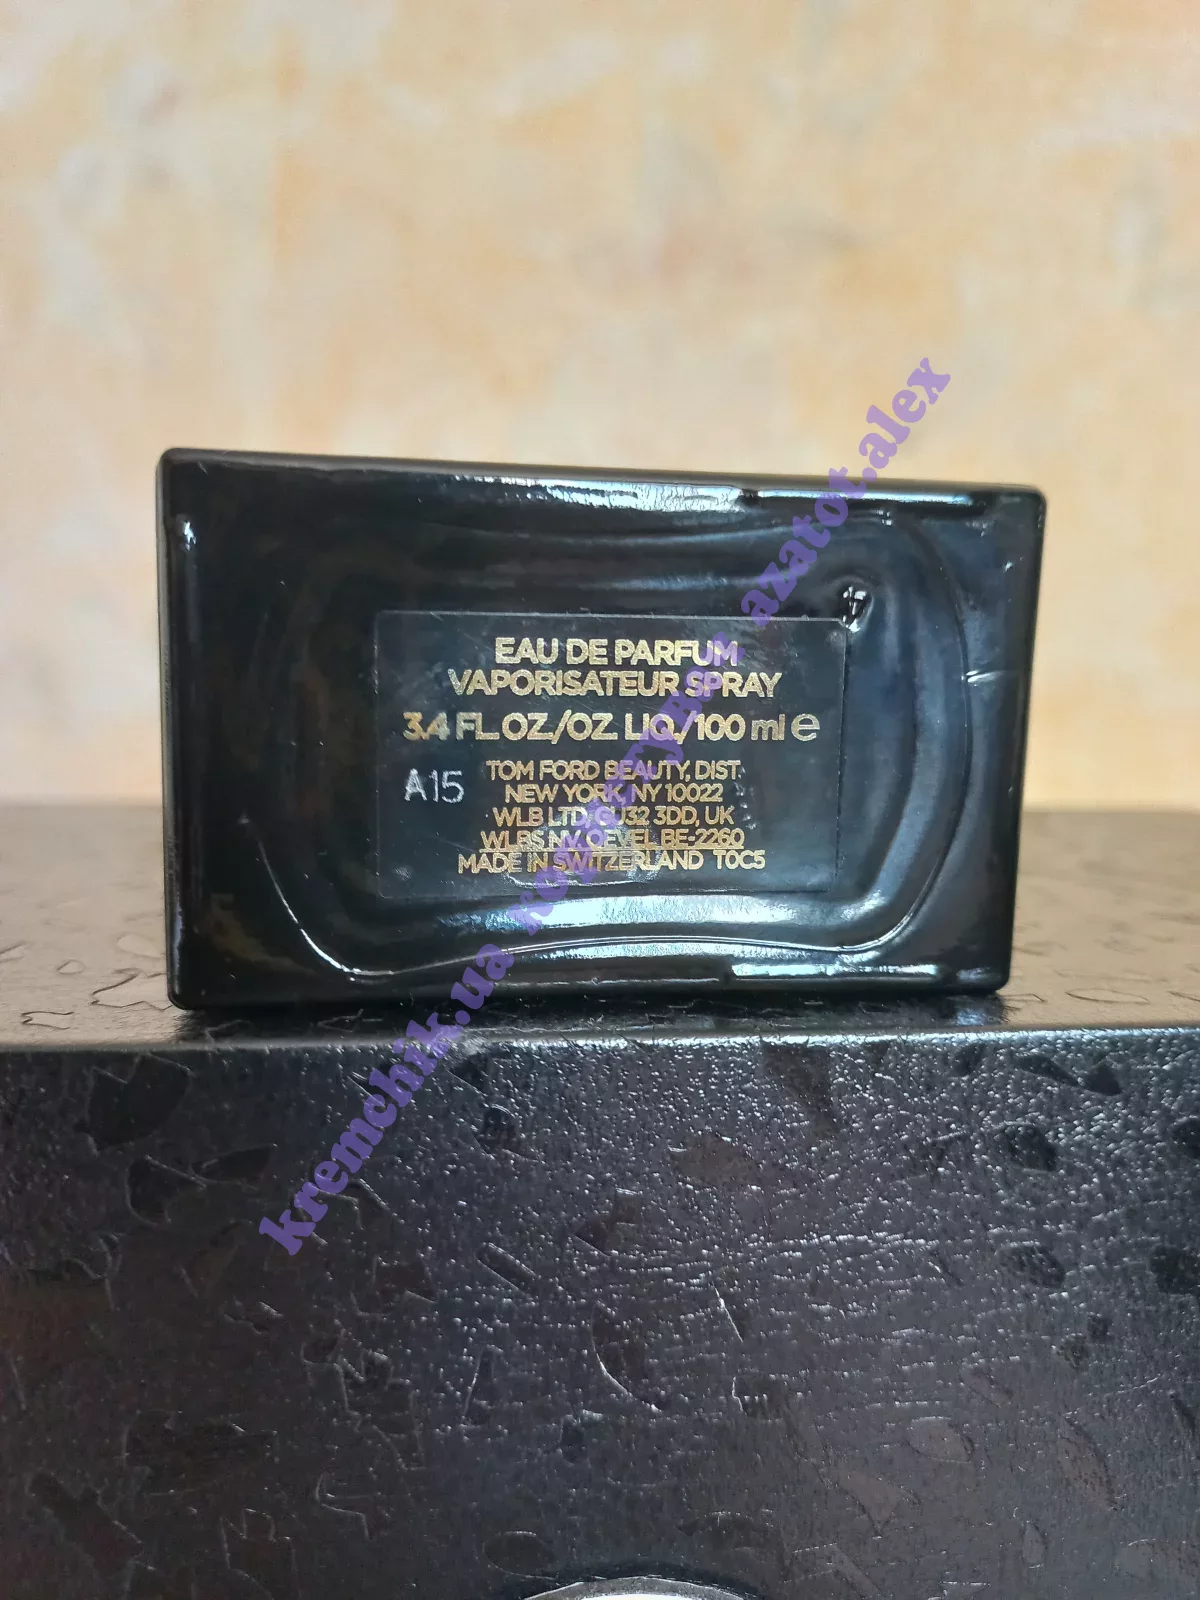 17
EAU DE PARFUM
VAPORISATEUR SPRAY
3.4 FL.OZ./OZ. LIQ./100 ml e
A15
TOM FORD BEAUTY, DIST.
NEW YORK, NY 10022
WLB LTD, GU32 3DD, UK
WLBS NV OEVEL BE-2260
MADE IN SWITZERLAND T0C5
kremchik.ua
azatot.alex